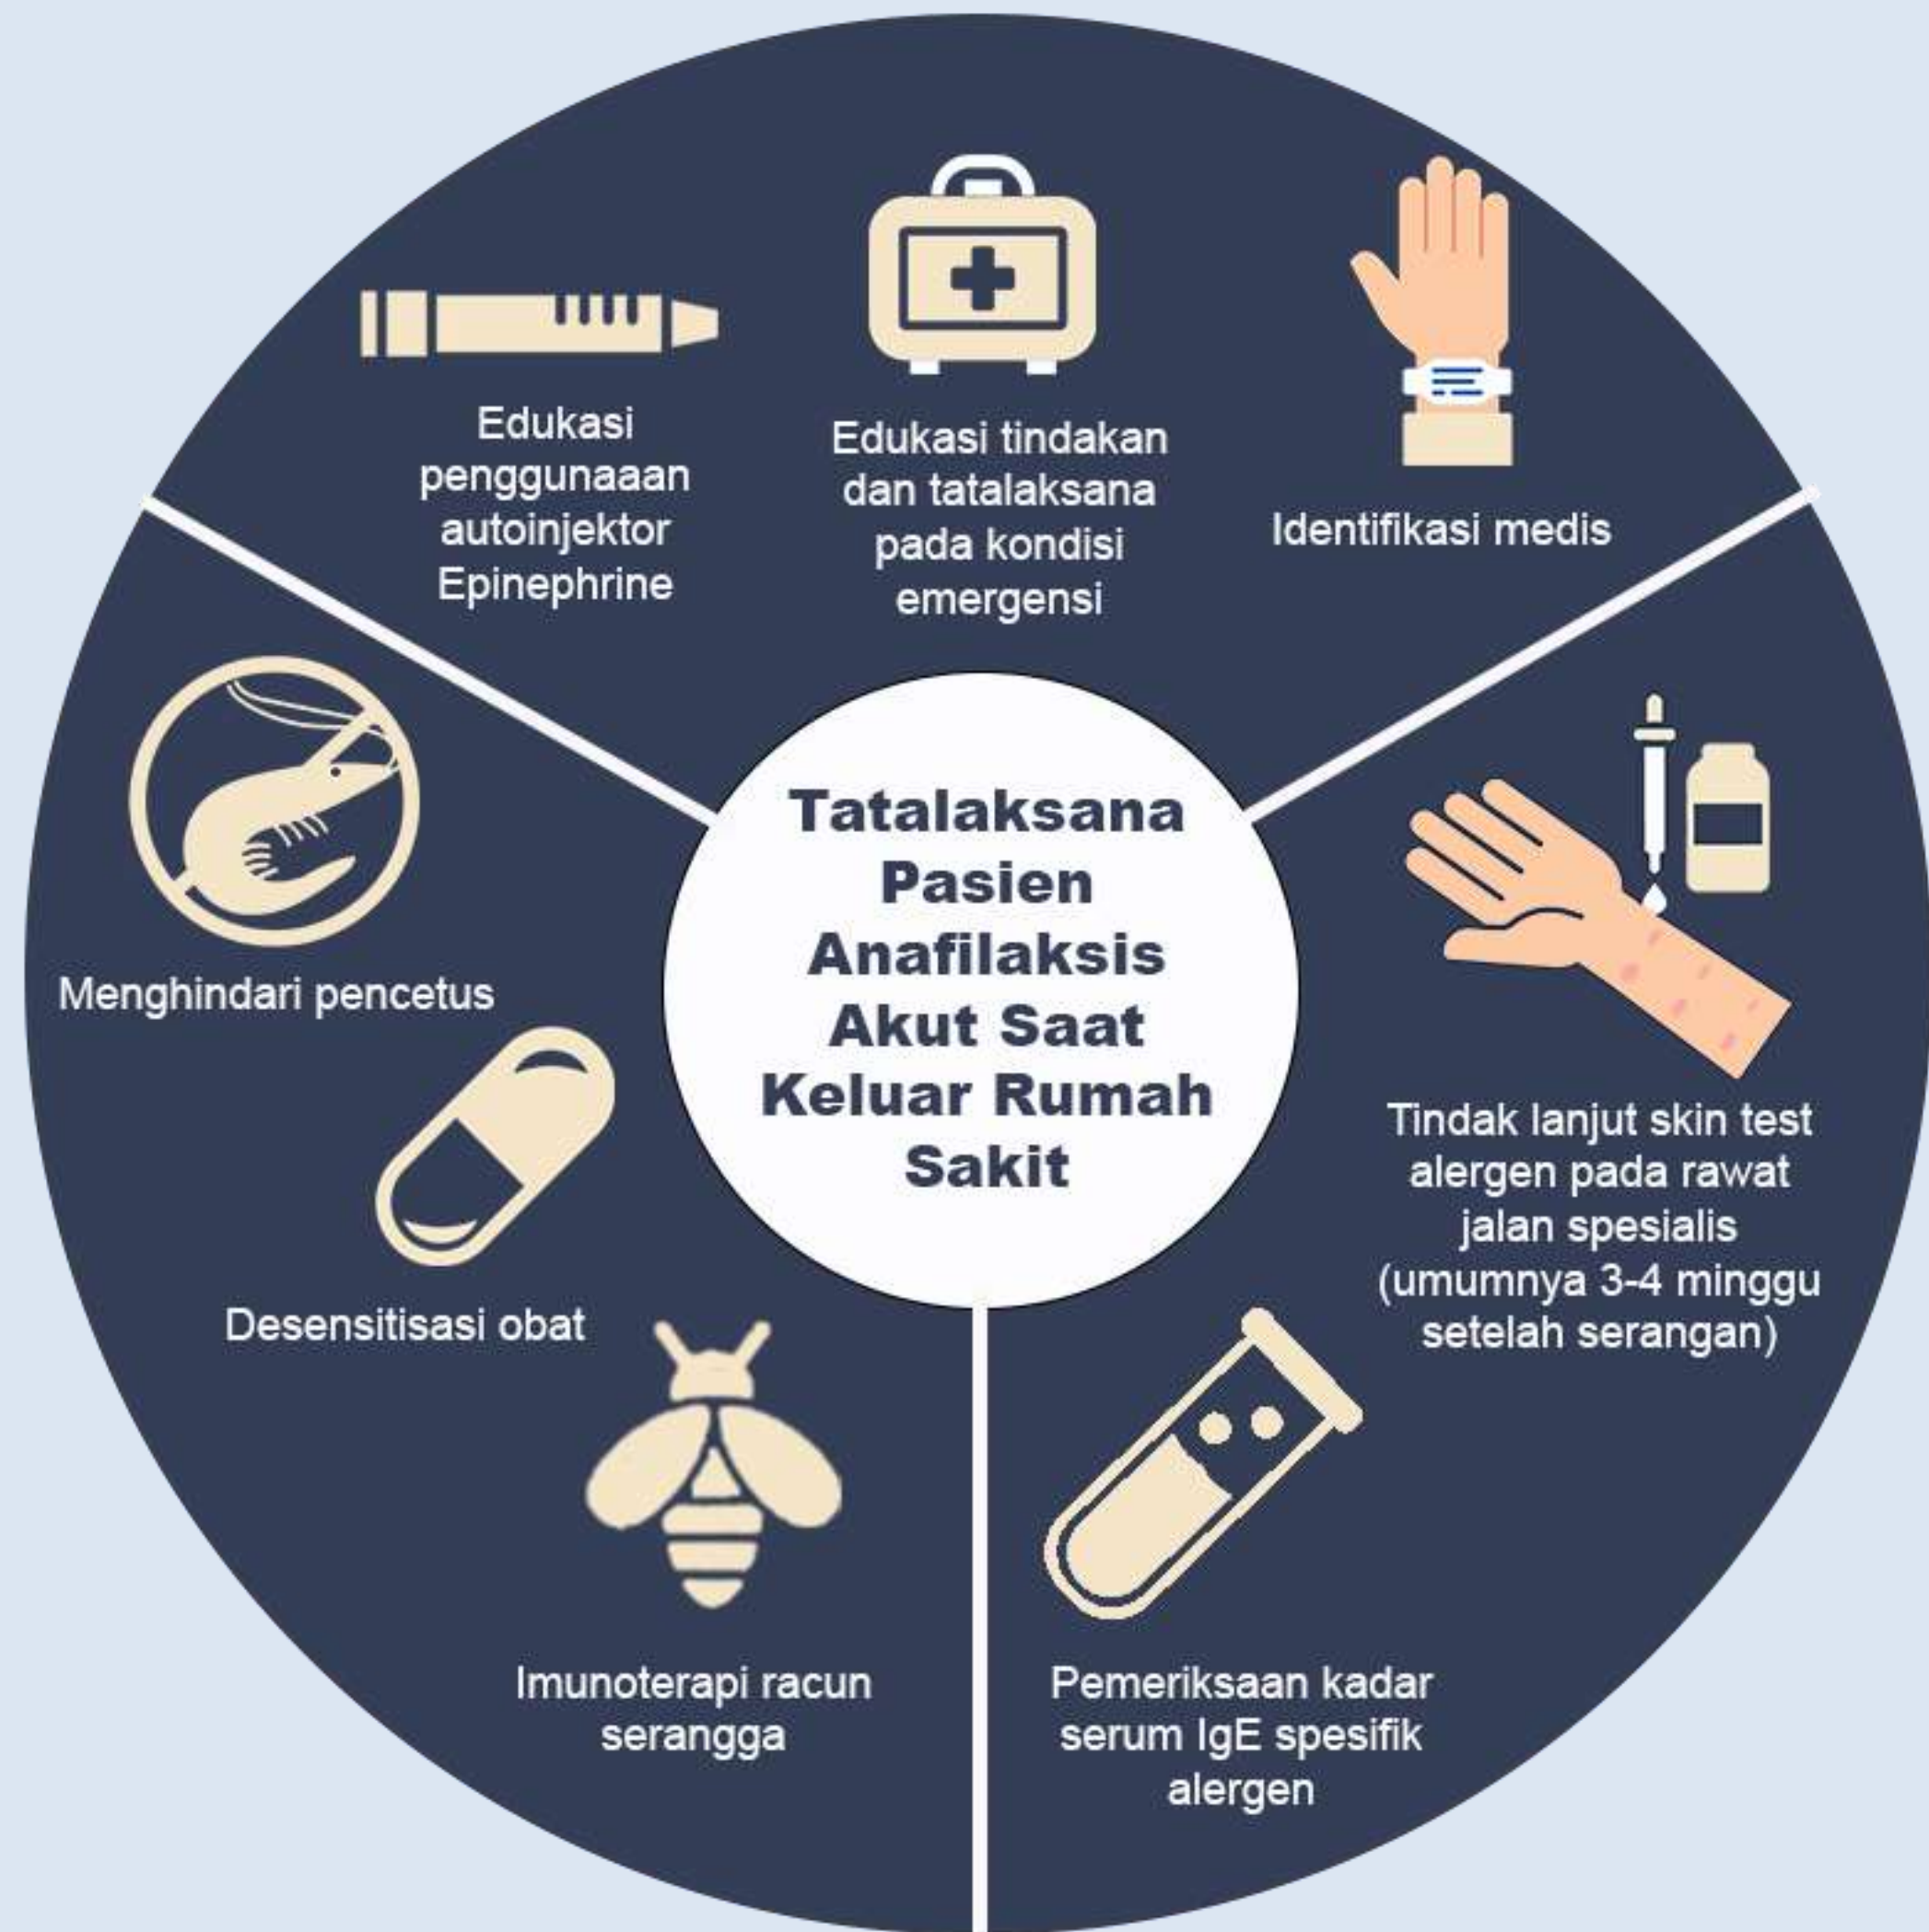 Edukasi
penggunaaan
autoinjektor
Epinephrine
Edukasi tindakan
dan tatalaksana
pada kondisi
emergensi
Identifikasi medis
Menghindari pencetus
Desensitisasi obat
Imunoterapi racun
serangga
Tatalaksana
Pasien
Anafilaksis
Akut Saat
Keluar Rumah
Sakit
Tindak lanjut skin test
alergen pada rawat
jalan spesialis
(umumnya 3-4 minggu
setelah serangan)
Pemeriksaan kadar
serum IgE spesifik
alergen